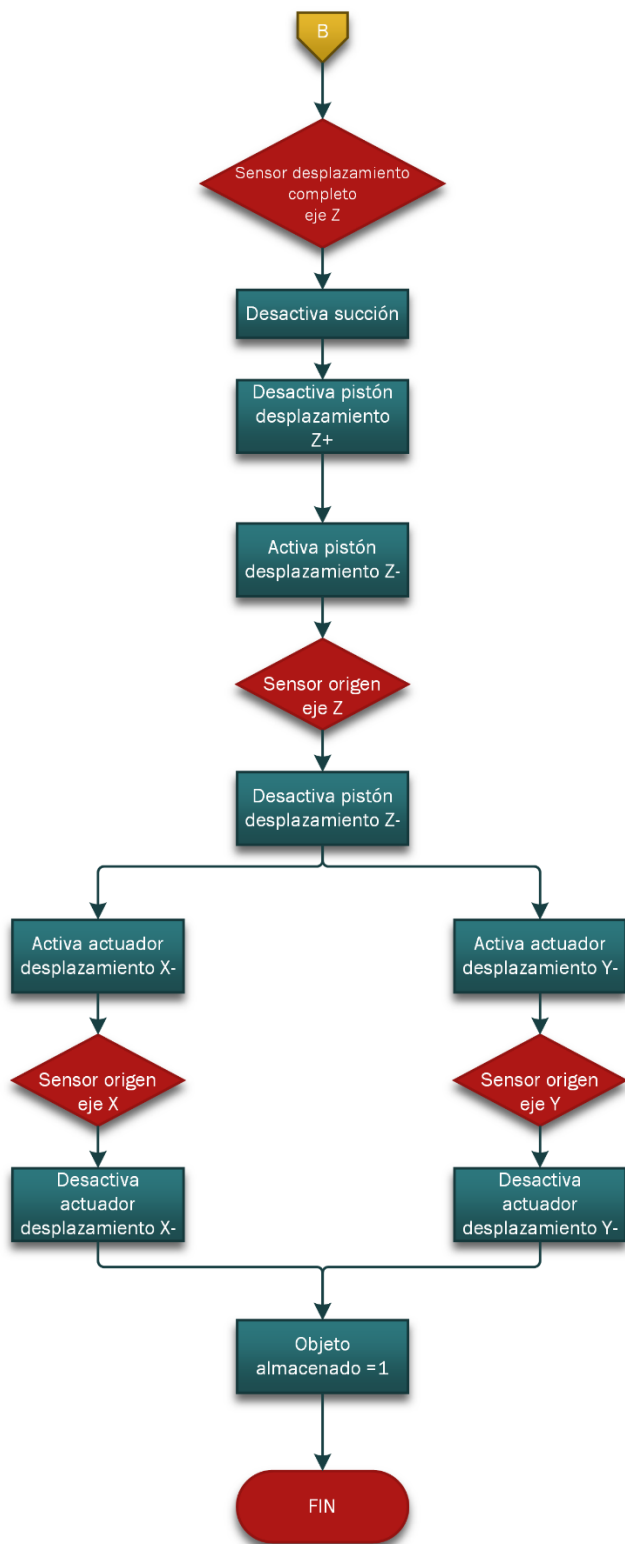 B
Sensor desplazamiento
completo
eje Z
Desactiva succión
Desactiva pistón
desplazamiento
Z+
Activa pistón
desplazamiento Z-
Sensor origen
eje Z
Desactiva pistón
desplazamiento Z-
Activa actuador
desplazamiento X-
Activa actuador
desplazamiento Y-
Sensor origen
eje X
Sensor origen
eje Y
Desactiva
actuador
desplazamiento X-
Desactiva
actuador
desplazamiento Y-
Objeto
almacenado =1
FIN